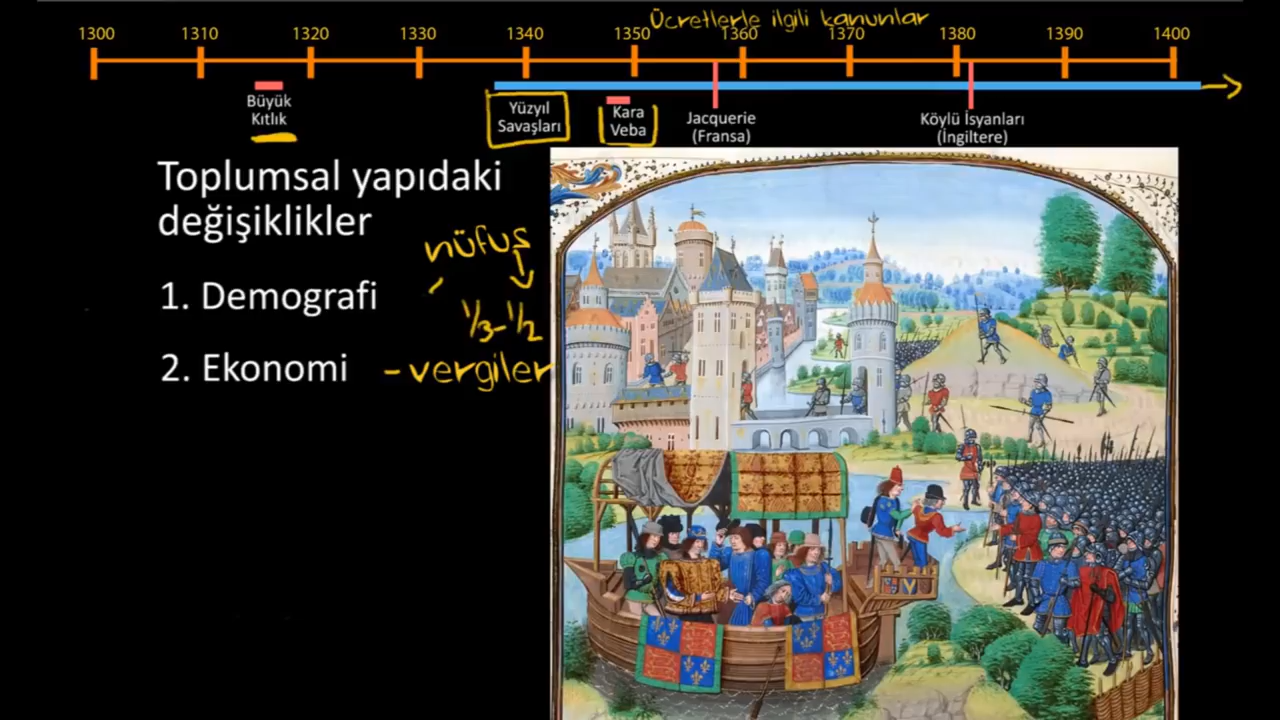 Ücretlerle ilgili kanunlar
1300 1310 1320 1330 1340 1350 1360 1370 1380 1390 1400
Büyük
Kıtlık
Yüzyıl
Savaşları
Kara
Veba
Jacquerie
(Fransa)
Köylü İsyanları
(İngiltere)
Toplumsal yapıdaki
değişiklikler
nüfus
1. Demografi
1/3-1/2
2. Ekonomi - vergiler